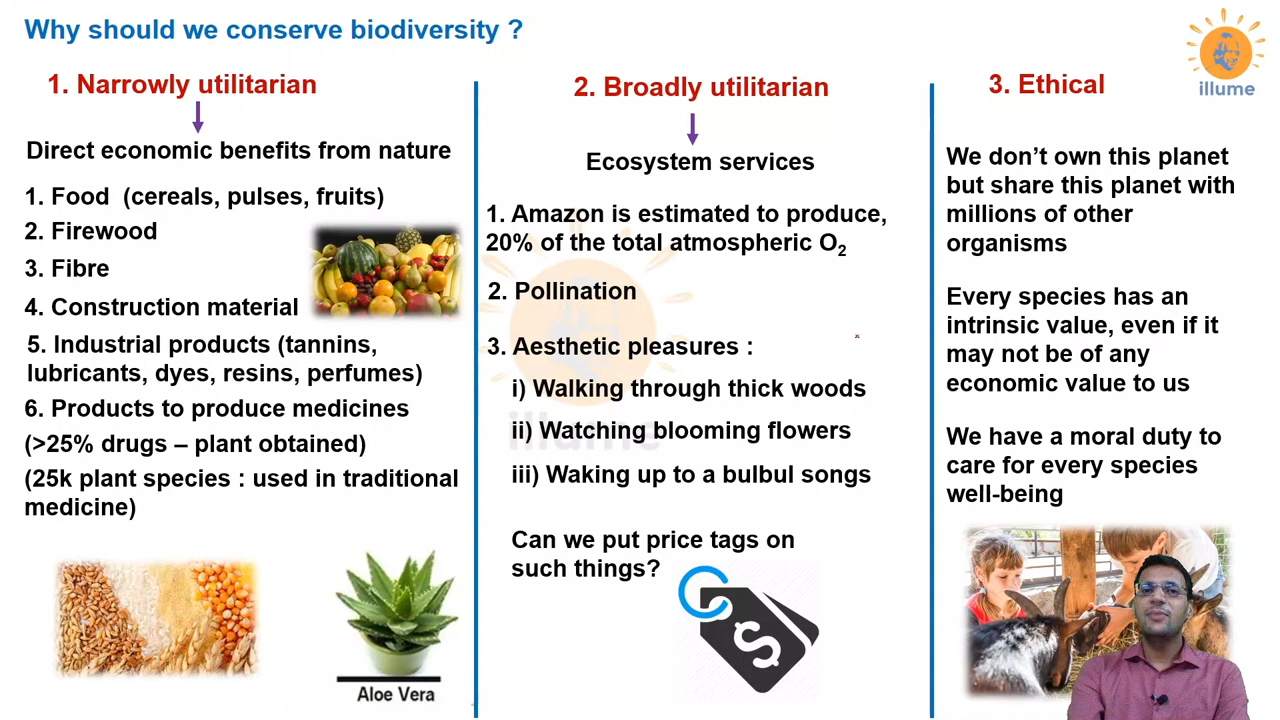 Why should we conserve biodiversity ?
illume
1. Narrowly utilitarian
Direct economic benefits from nature
1. Food (cereals, pulses, fruits)
2. Firewood
3. Fibre
4. Construction material
5. Industrial products (tannins,
lubricants, dyes, resins, perfumes)
6. Products to produce medicines
(>25% drugs – plant obtained)
(25k plant species : used in traditional
medicine)
Aloe Vera
2. Broadly utilitarian
Ecosystem services
1. Amazon is estimated to produce,
20% of the total atmospheric O₂
2. Pollination
3. Aesthetic pleasures :
i) Walking through thick woods
illume
ii) Watching blooming flowers
iii) Waking up to a bulbul songs
Can we put price tags on
such things?
$
3. Ethical
We don’t own this planet
but share this planet with
millions of other
organisms
Every species has an
intrinsic value, even if it
may not be of any
economic value to us
We have a moral duty to
care for every species
well-being